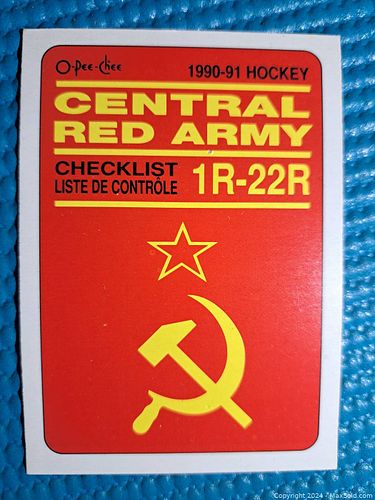 O-Pee-Chee
1990-91 HOCKEY
CENTRAL
RED ARMY
CHECKLIST
LISTE DE CONTRÔLE
1R-22R
Copyright 2024 - MaxSold.com